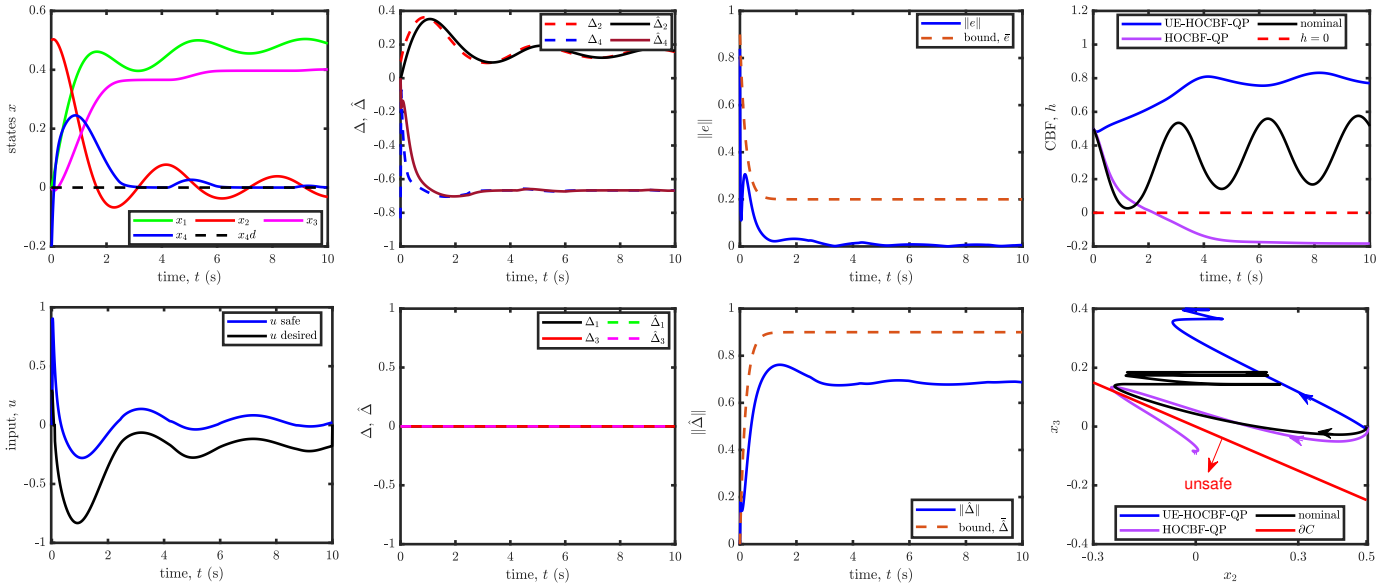 states x
0.6
0.4
0.2
0
-0.2
0
2
4
6
8
10
time, t (s)
x₁
x₂
x₃
x₄
x₄d
Δ, Δ̂
0.4
0.2
0
-0.2
-0.4
-0.6
-0.8
-1
0
2
4
6
8
10
time, t (s)
Δ₂
Δ̂₂
Δ₄
Δ̂₄
‖e‖
1
0.8
0.6
0.4
0.2
0
0
2
4
6
8
10
time, t (s)
‖e‖
bound, ē
CBF, h
1.2
1
0.8
0.6
0.4
0.2
0
-0.2
0
2
4
6
8
10
time, t (s)
UE-HOCBF-QP
nominal
HOCBF-QP
h = 0
input, u
1
0.5
0
-0.5
-1
0
2
4
6
8
10
time, t (s)
u safe
u desired
Δ, Δ̂
1
0.5
0
-0.5
-1
0
2
4
6
8
10
time, t (s)
Δ₁
Δ̂₁
Δ₃
Δ̂₃
‖Δ̂‖
1
0.8
0.6
0.4
0.2
0
0
2
4
6
8
10
time, t (s)
‖Δ̂‖
bound, Δ̂̄
x₃
0.4
0.2
0
-0.2
-0.4
-0.3
0
0.3
0.5
x₂
unsafe
UE-HOCBF-QP
nominal
HOCBF-QP
∂C